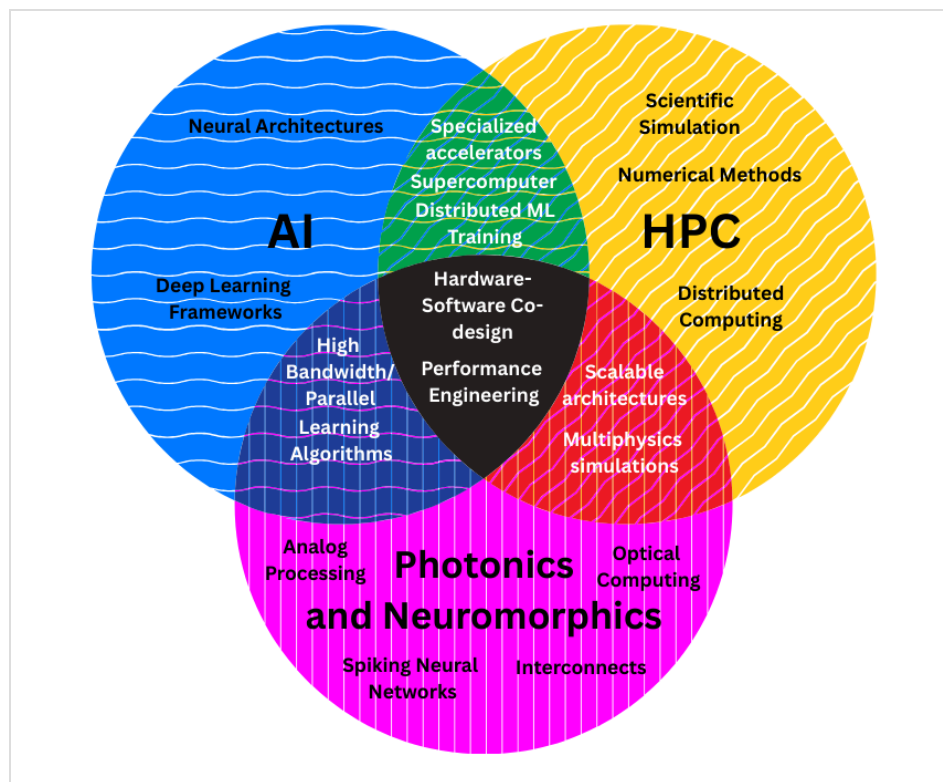 Neural Architectures
AI
Deep Learning
Frameworks
Specialized
accelerators
Supercomputer
Distributed ML
Training
Scientific
Simulation
Numerical Methods
HPC
Distributed
Computing
Hardware-
Software Co-
design
Performance
Engineering
High
Bandwidth/
Parallel
Learning
Algorithms
Scalable
architectures
Multiphysics
simulations
Analog
Processing
Photonics
and Neuromorphics
Optical
Computing
Spiking Neural
Networks
Interconnects